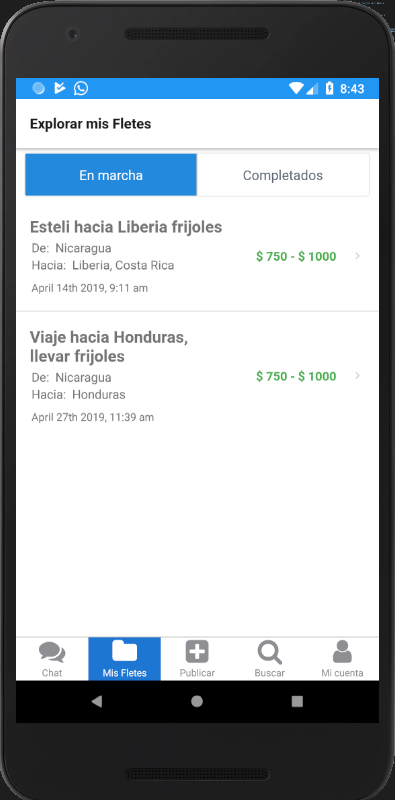 8:43
Explorar mis Fletes
En marcha
Completados
Esteli hacia Liberia frijoles
De: Nicaragua
Hacia: Liberia, Costa Rica
$ 750 - $ 1000
April 14th 2019, 9:11 am
Viaje hacia Honduras,
llevar frijoles
De: Nicaragua
Hacia: Honduras
$ 750 - $ 1000
April 27th 2019, 11:39 am
Chat
Mis Fletes
Publicar
Buscar
Mi cuenta